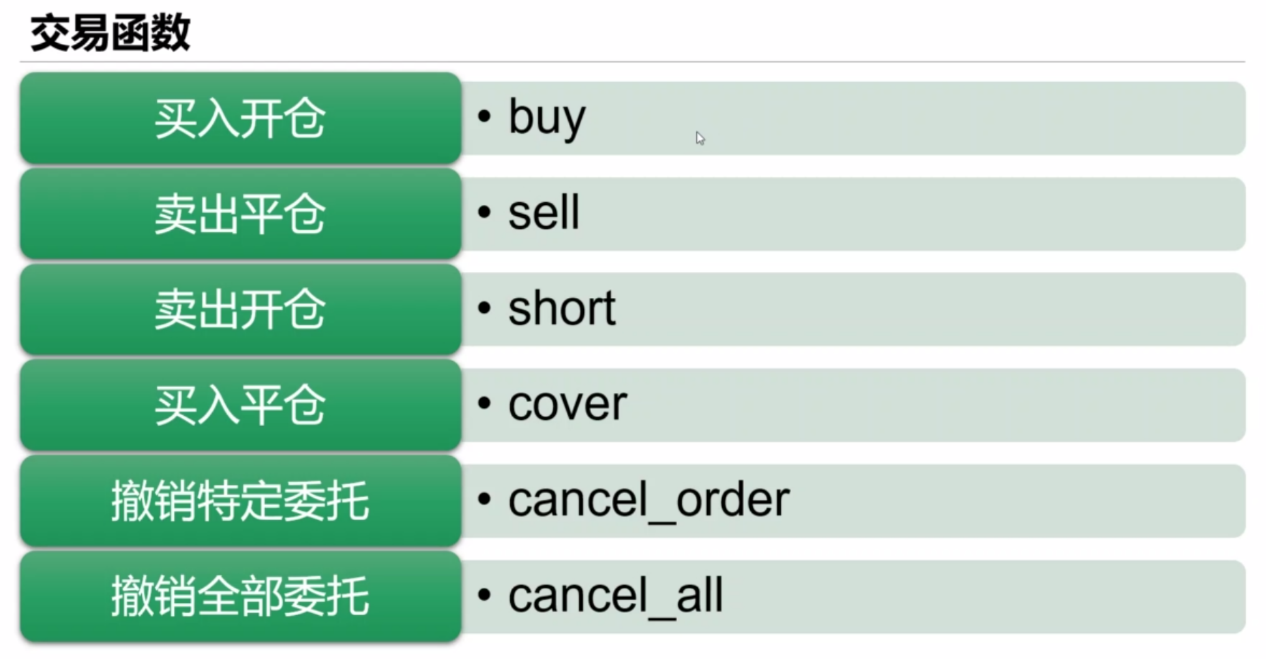 交易函数
买入开仓
• buy
卖出平仓
• sell
卖出开仓
• short
买入平仓
• cover
撤销特定委托
• cancel_order
撤销全部委托
• cancel_all